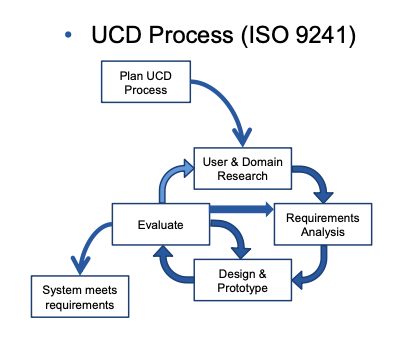 • UCD Process (ISO 9241)
Plan UCD
Process
User & Domain
Research
Evaluate
Requirements
Analysis
Design &
Prototype
System meets
requirements